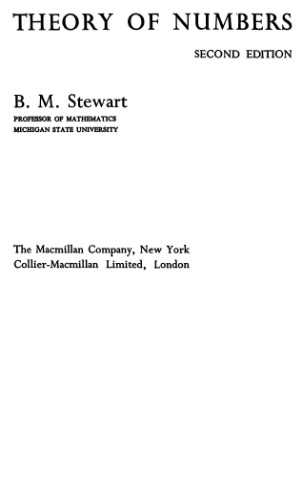 THEORY OF NUMBERS
SECOND EDITION
B. M. Stewart
PROFESSOR OF MATHEMATICS
MICHIGAN STATE UNIVERSITY
The Macmillan Company, New York
Collier-Macmillan Limited, London